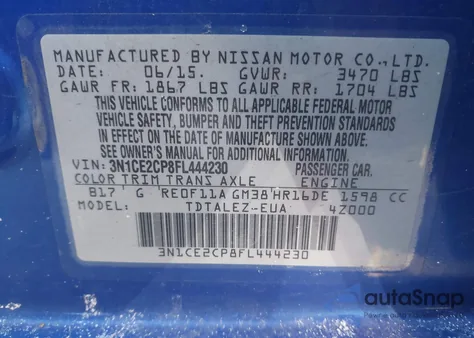 MANUFACTURED BY NISSAN MOTOR CO., LTD.
DATE: 06/15. GVWR: 3470 LBS
GAWR FR: 1867 LBS GAWR RR: 1704 LBS
THIS VEHICLE CONFORMS TO ALL APPLICABLE FEDERAL MOTOR
VEHICLE SAFETY, BUMPER AND THEFT PREVENTION STANDARDS
IN EFFECT ON THE DATE OF MANUFACTURE SHOWN ABOVE.
SEE OWNER'S MANUAL FOR ADDITIONAL INFORMATION
VIN: 3N1CE2CP8FL444230 PASSENGER CAR.
COLOR TRIM TRANS AXLE ENGINE
B17 G RE0F11A GM38 HR16DE 1598 CC
MODEL: TDTALEZ-EUA 42000
3N1CE2CP8FL444230
autoSnap